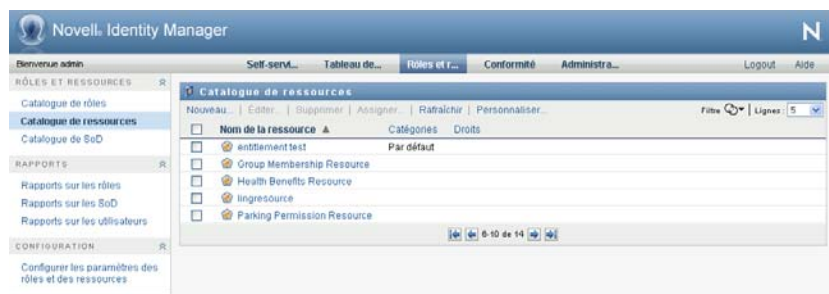 Novell® Identity Manager
N
Bienvenue admin
Self-servi... Tableau de... Rôles et r... Conformité Administra... Logout Aide
RÔLES ET RESSOURCES
Catalogue de rôles
Catalogue de ressources
Catalogue de SoD
RAPPORTS
Rapports sur les rôles
Rapports sur les SoD
Rapports sur les utilisateurs
CONFIGURATION
Configurer les paramètres des
rôles et des ressources
Catalogue de ressources
Nouveau... | Éditer... | Supprimer | Assigner... | Rafraîchir | Personnaliser... Filtre | Lignes : 5
Nom de la ressource Catégories Droits
entitlement test Par défaut
Group Membership Resource
Health Benefits Resource
lingresource
Parking Permission Resource
6-10 de 14